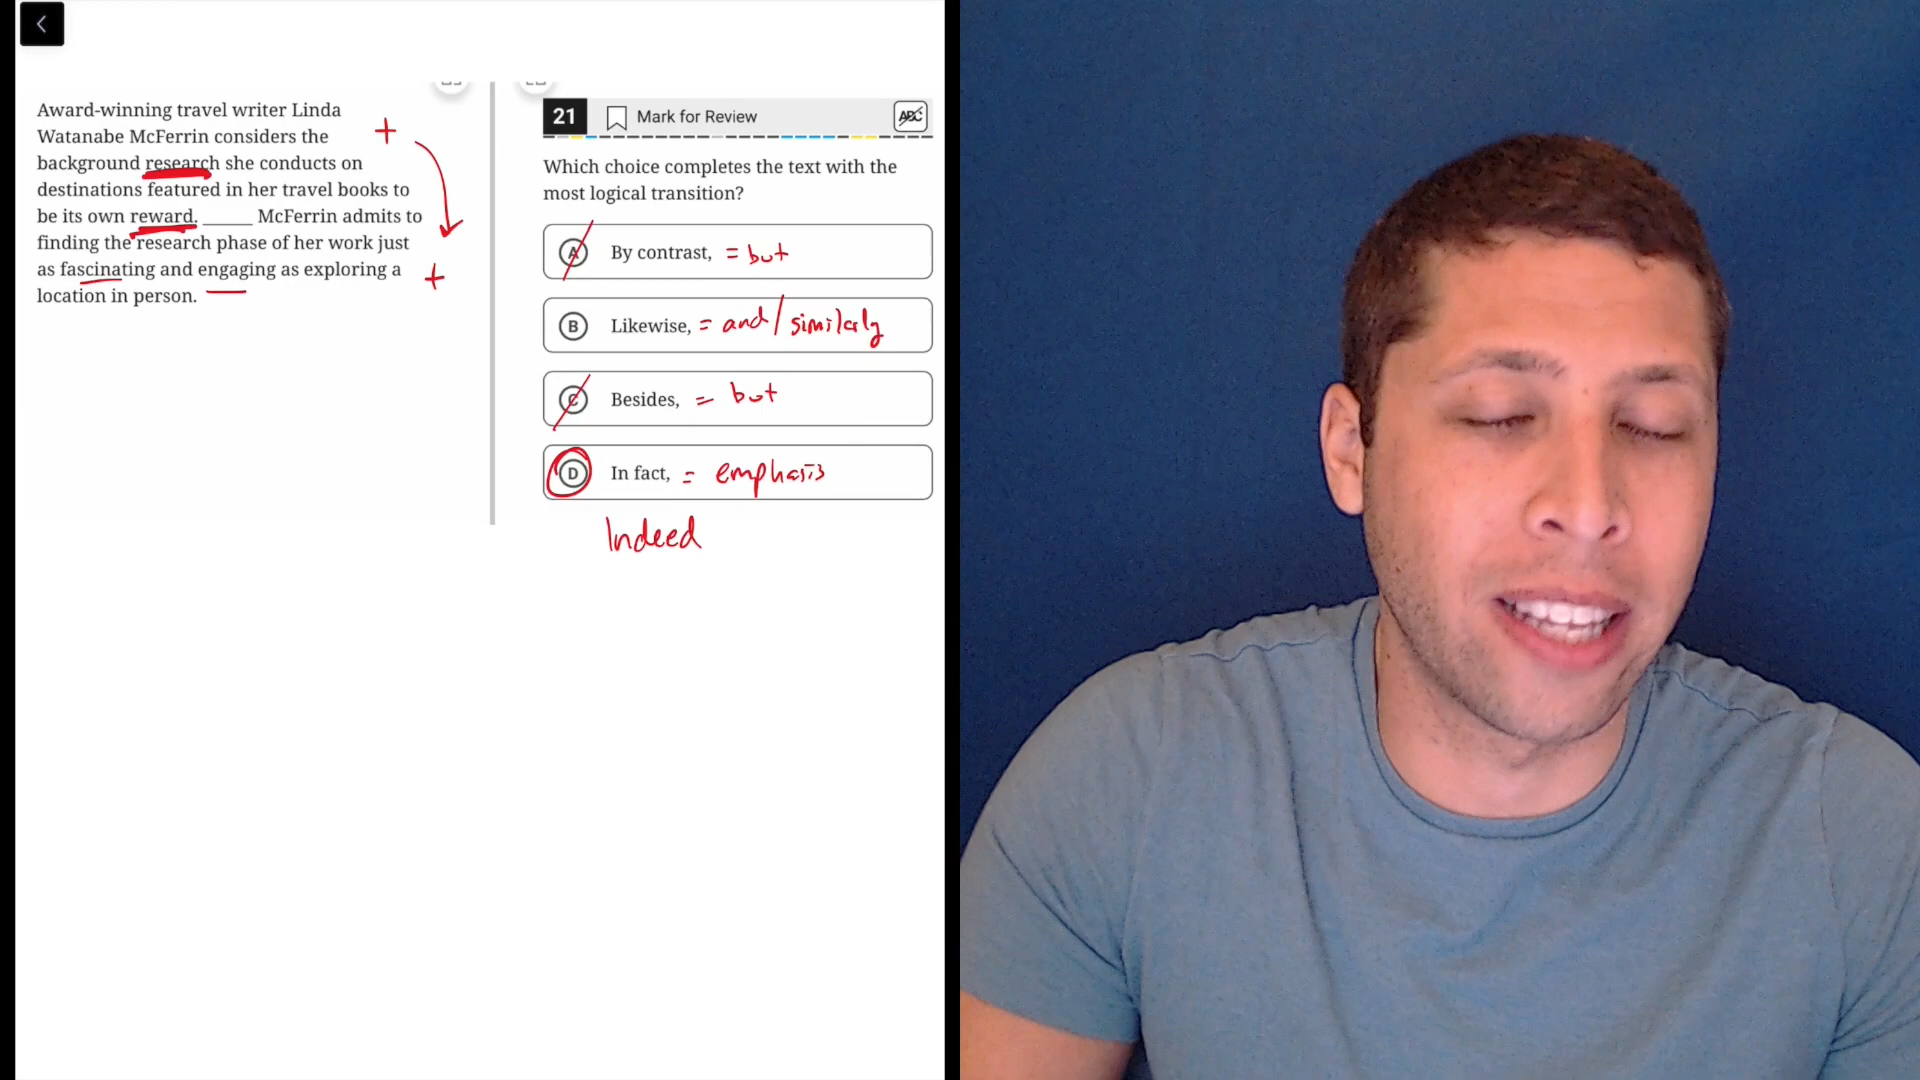 Award-winning travel writer Linda
Watanabe McFerrin considers the
background research she conducts on
destinations featured in her travel books to
be its own reward. ______ McFerrin admits to
finding the research phase of her work just
as fascinating and engaging as exploring a
location in person.
+
+
21 Mark for Review ABC
Which choice completes the text with the
most logical transition?
A By contrast, = but
B Likewise, = and/similarly
C Besides, = but
D In fact, = emphasis
Indeed